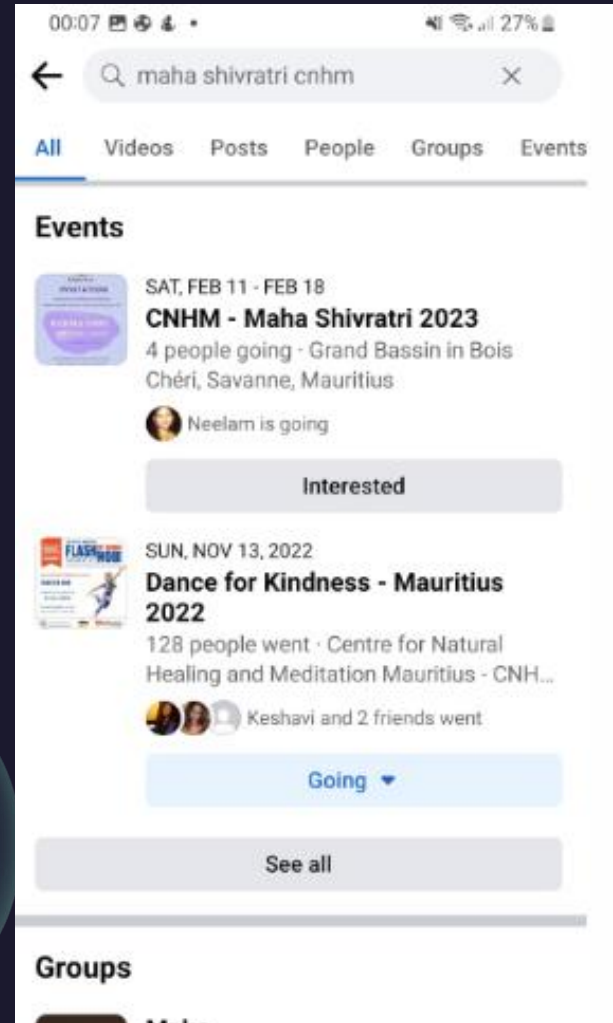 00:07
27%
maha shivratri cnhm
All Videos Posts People Groups Events
Events
SAT, FEB 11 - FEB 18
CNHM - Maha Shivratri 2023
4 people going · Grand Bassin in Bois
Chéri, Savanne, Mauritius
Neelam is going
Interested
FLASH
MOB
SUN, NOV 13, 2022
Dance for Kindness - Mauritius
2022
128 people went · Centre for Natural
Healing and Meditation Mauritius - CNH...
Keshavi and 2 friends went
Going
See all
Groups